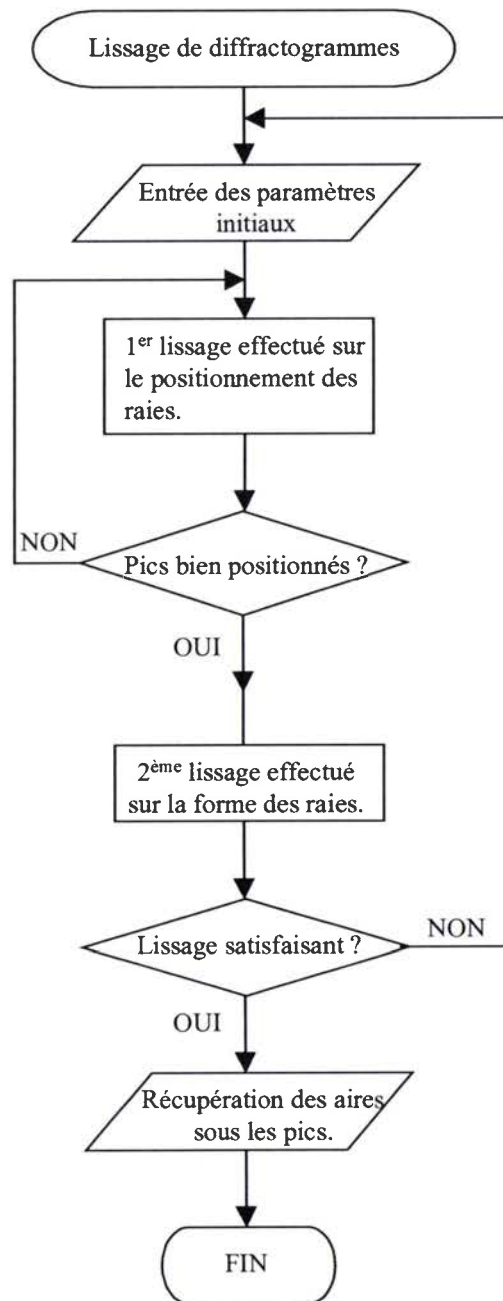 Lissage de diffractogrammes
Entrée des paramètres
initiaux
1er lissage effectué sur
le positionnement des
raies.
NON
Pics bien positionnés ?
OUI
2ème lissage effectué
sur la forme des raies.
NON
Lissage satisfaisant ?
OUI
Récupération des aires
sous les pics.
FIN